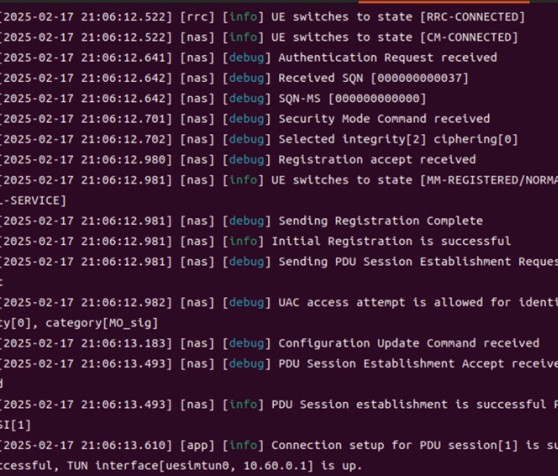 [2025-02-17 21:06:12.522] [rrc] [info] UE switches to state [RRC-CONNECTED]
[2025-02-17 21:06:12.522] [nas] [info] UE switches to state [CM-CONNECTED]
[2025-02-17 21:06:12.641] [nas] [debug] Authentication Request received
[2025-02-17 21:06:12.642] [nas] [debug] Received SQN [000000000037]
[2025-02-17 21:06:12.642] [nas] [debug] SQN-MS [000000000000]
[2025-02-17 21:06:12.701] [nas] [debug] Security Mode Command received
[2025-02-17 21:06:12.702] [nas] [debug] Selected integrity[2] ciphering[0]
[2025-02-17 21:06:12.980] [nas] [debug] Registration accept received
[2025-02-17 21:06:12.981] [nas] [info] UE switches to state [MM-REGISTERED/NORMA
L-SERVICE]
[2025-02-17 21:06:12.981] [nas] [debug] Sending Registration Complete
[2025-02-17 21:06:12.981] [nas] [info] Initial Registration is successful
[2025-02-17 21:06:12.981] [nas] [debug] Sending PDU Session Establishment Reques
t
[2025-02-17 21:06:12.982] [nas] [debug] UAC access attempt is allowed for identi
ty[0], category[MO_sig]
[2025-02-17 21:06:13.183] [nas] [debug] Configuration Update Command received
[2025-02-17 21:06:13.493] [nas] [debug] PDU Session Establishment Accept receive
d
[2025-02-17 21:06:13.493] [nas] [info] PDU Session establishment is successful P
SI[1]
[2025-02-17 21:06:13.610] [app] [info] Connection setup for PDU session[1] is su
ccessful, TUN interface[uesimtun0, 10.60.0.1] is up.